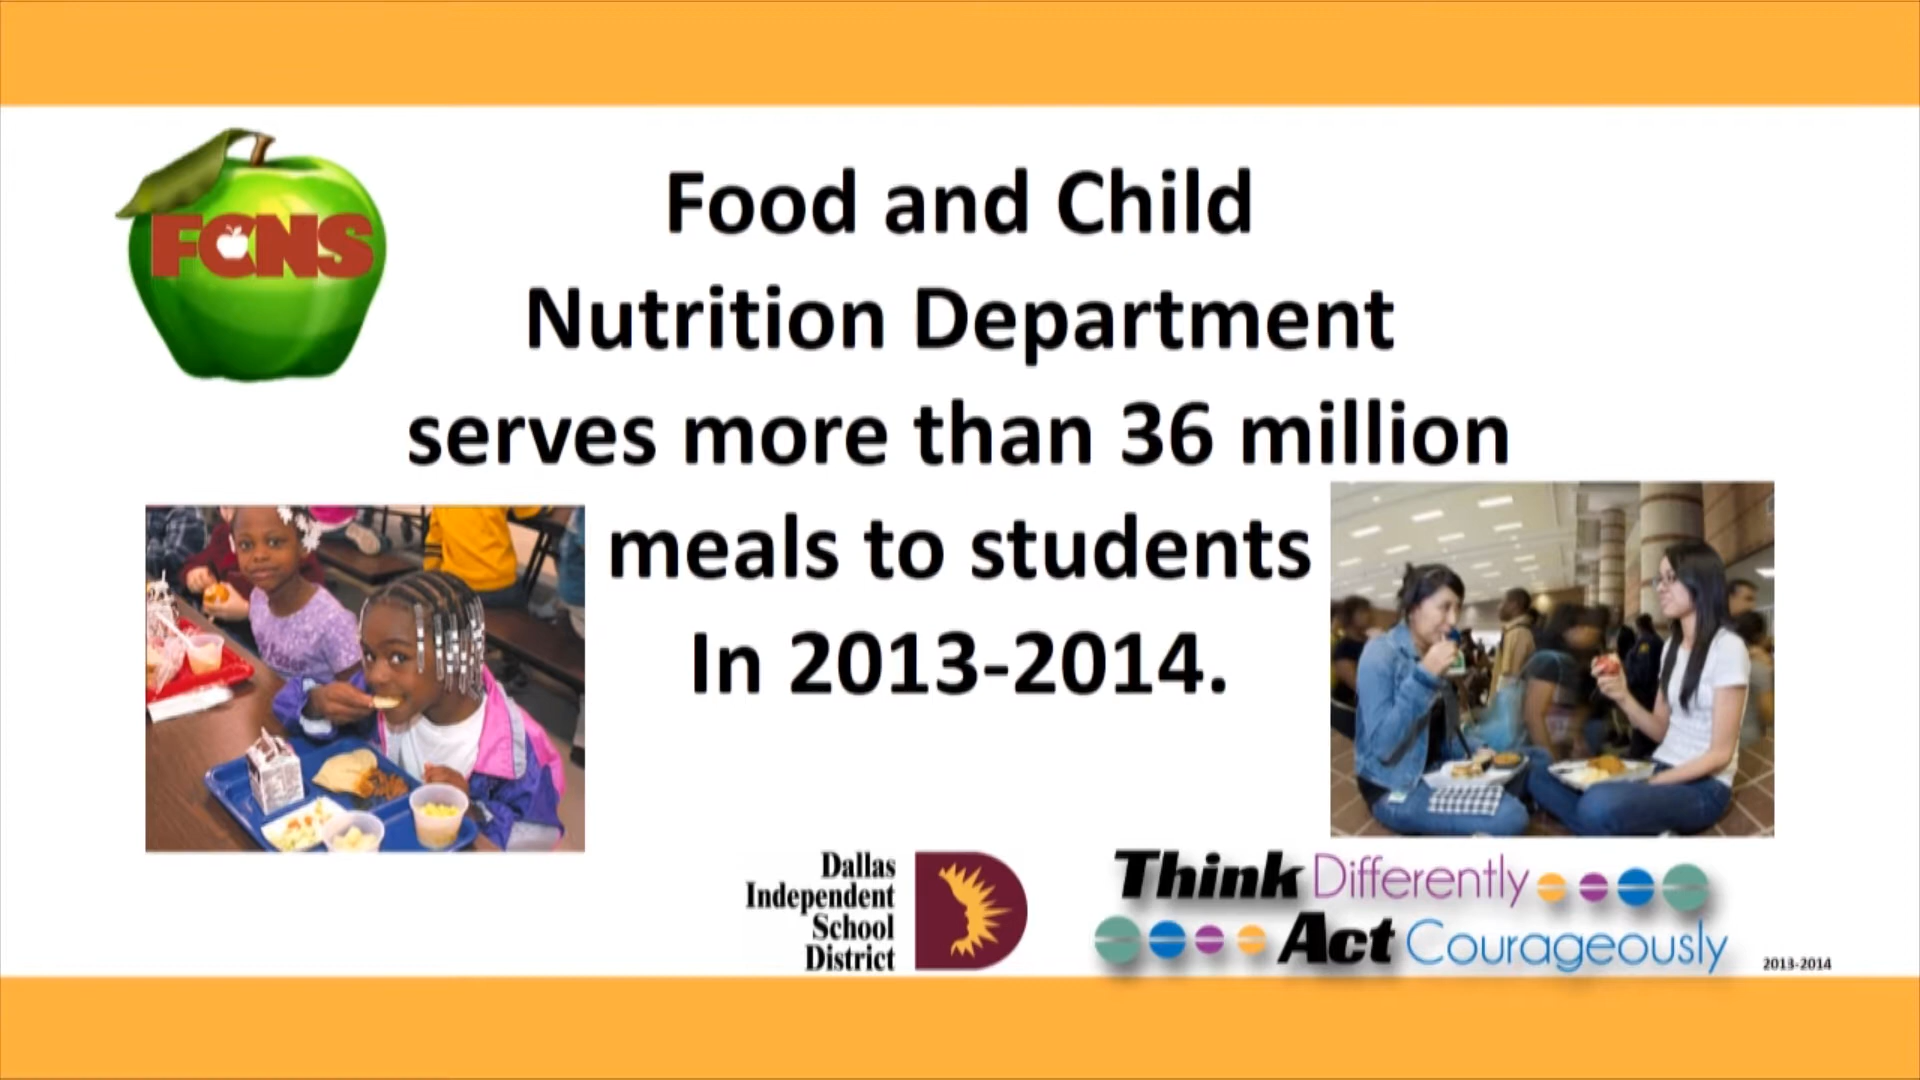 FCNS
Food and Child
Nutrition Department
serves more than 36 million
meals to students
In 2013-2014.
Dallas
Independent
School
District
Think Differently
Act Courageously
2013-2014